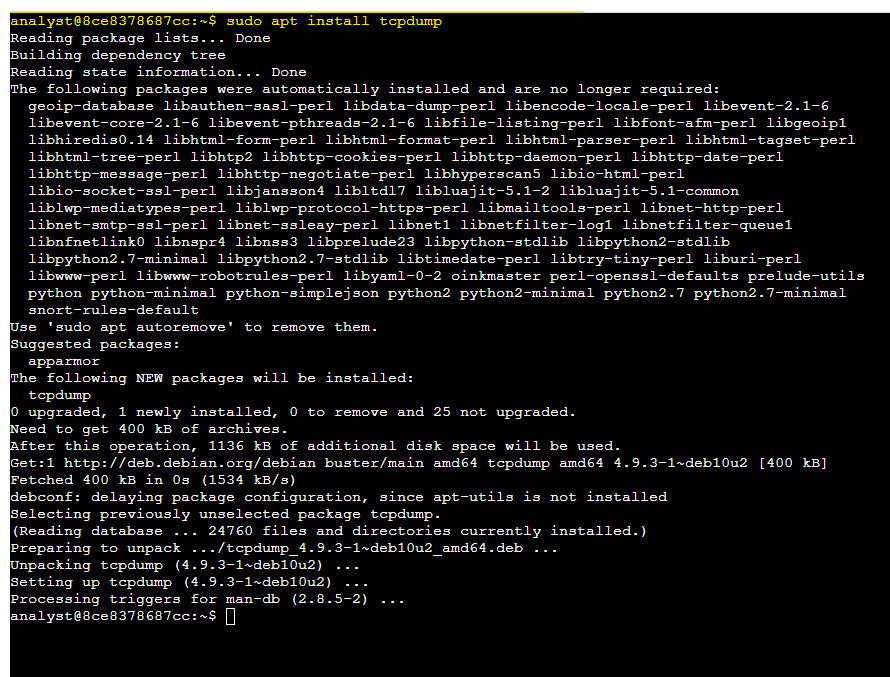 analyst@8ce8378687cc:~$ sudo apt install tcpdump
Reading package lists... Done
Building dependency tree
Reading state information... Done
The following packages were automatically installed and are no longer required:
  geoip-database libauthen-sasl-perl libdata-dump-perl libencode-locale-perl libevent-2.1-6
  libevent-core-2.1-6 libevent-pthreads-2.1-6 libfile-listing-perl libfont-afm-perl libgeoip1
  libhiredis0.14 libhtml-form-perl libhtml-format-perl libhtml-parser-perl libhtml-tagset-perl
  libhtml-tree-perl libhtp2 libhttp-cookies-perl libhttp-daemon-perl libhttp-date-perl
  libhttp-message-perl libhttp-negotiate-perl libhyperscan5 libio-html-perl
  libio-socket-ssl-perl libjansson4 libltdl7 libluajit-5.1-2 libluajit-5.1-common
  liblwp-mediatypes-perl liblwp-protocol-https-perl libmailtools-perl libnet-http-perl
  libnet-smtp-ssl-perl libnet-ssleay-perl libnet1 libnetfilter-log1 libnetfilter-queue1
  libnfnetlink0 libnspr4 libnss3 libprelude23 libpython-stdlib libpython2-stdlib
  libpython2.7-minimal libpython2.7-stdlib libtimedate-perl libtry-tiny-perl liburi-perl
  libwww-perl libwww-robotrules-perl libyaml-0-2 oinkmaster perl-openssl-defaults prelude-utils
  python python-minimal python-simplejson python2 python2-minimal python2.7 python2.7-minimal
  snort-rules-default
Use 'sudo apt autoremove' to remove them.
Suggested packages:
  apparmor
The following NEW packages will be installed:
  tcpdump
0 upgraded, 1 newly installed, 0 to remove and 25 not upgraded.
Need to get 400 kB of archives.
After this operation, 1136 kB of additional disk space will be used.
Get:1 http://deb.debian.org/debian buster/main amd64 tcpdump amd64 4.9.3-1~deb10u2 [400 kB]
Fetched 400 kB in 0s (1534 kB/s)
debconf: delaying package configuration, since apt-utils is not installed
Selecting previously unselected package tcpdump.
(Reading database ... 24760 files and directories currently installed.)
Preparing to unpack .../tcpdump_4.9.3-1~deb10u2_amd64.deb ...
Unpacking tcpdump (4.9.3-1~deb10u2) ...
Setting up tcpdump (4.9.3-1~deb10u2) ...
Processing triggers for man-db (2.8.5-2) ...
analyst@8ce8378687cc:~$